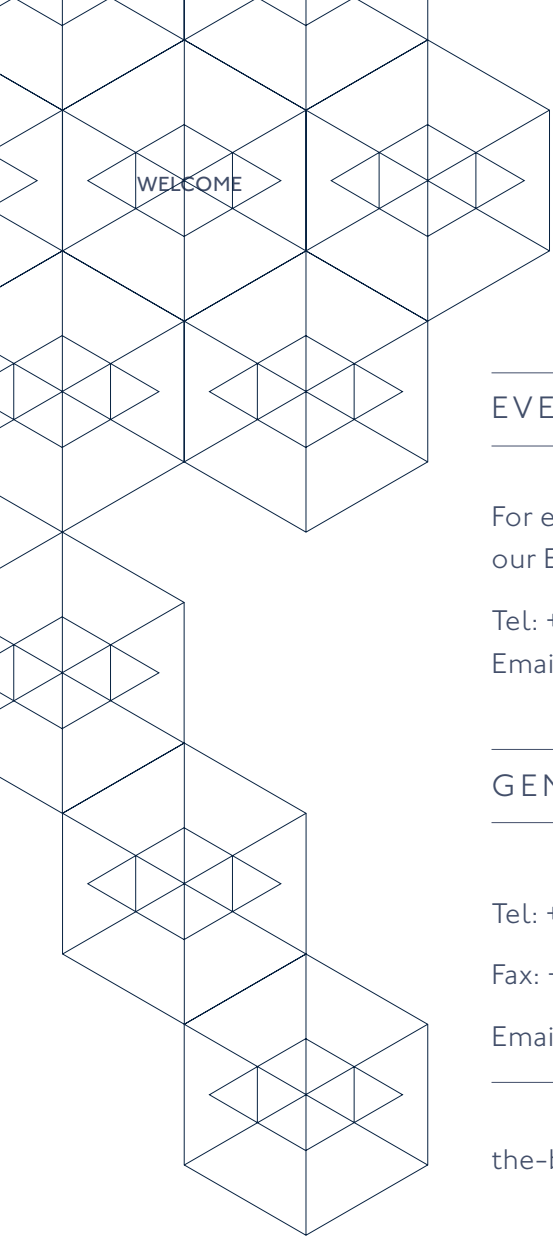 WELCOME
EVE
For e
our E
Tel: +
Emai
GEN
Tel: +
Fax: +
Emai
the-b